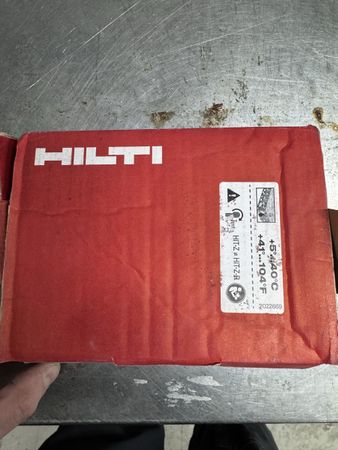 HILTI
HIT-Z / HIT-Z-R
+5°...40°C
+41°...104°F
2022669